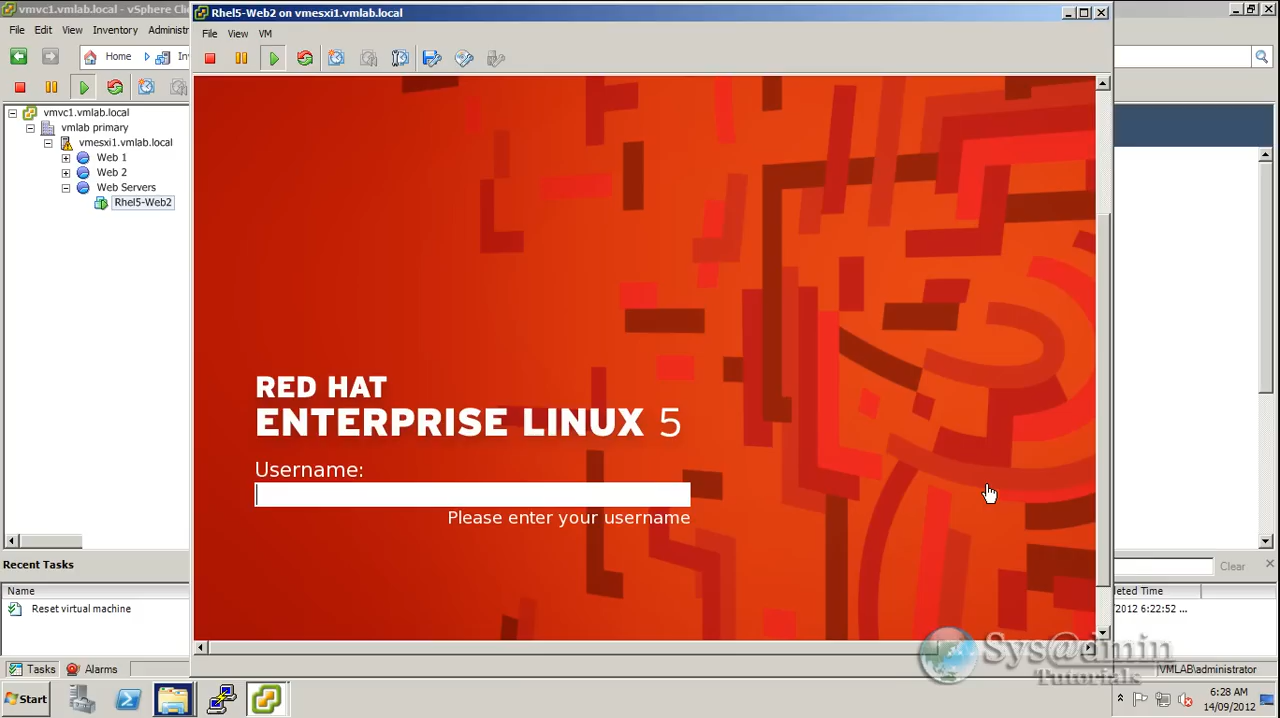 vmvc1.vmlab.local - vSphere Clie
Rhel5-Web2 on vmesxi1.vmlab.local
File Edit View Inventory Administr
File View VM
Home
In
vmvc1.vmlab.local
vmlab primary
vmesxi1.vmlab.local
Web 1
Web 2
Web Servers
Rhel5-Web2
RED HAT
ENTERPRISE LINUX 5
Username:
Please enter your username
Recent Tasks
Clear
Name
leted Time
Reset virtual machine
/2012 6:22:52 ...
Sys@dmin
Tutorials
Tasks Alarms
VMLAB\administrator
Start
6:28 AM
14/09/2012